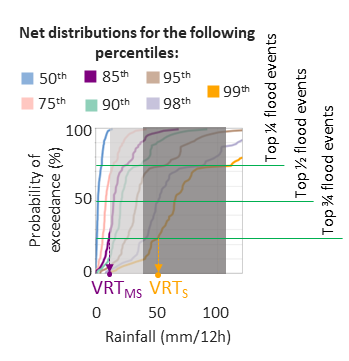 Net distributions for the following
percentiles:
50th
85th
95th
99th
75th
90th
98th
Top ¼ flood events
Top ½ flood events
Top ¾ flood events
Probability of
exceedance (%)
100
50
0
VRTMS
VRTS
0
50
100
Rainfall (mm/12h)